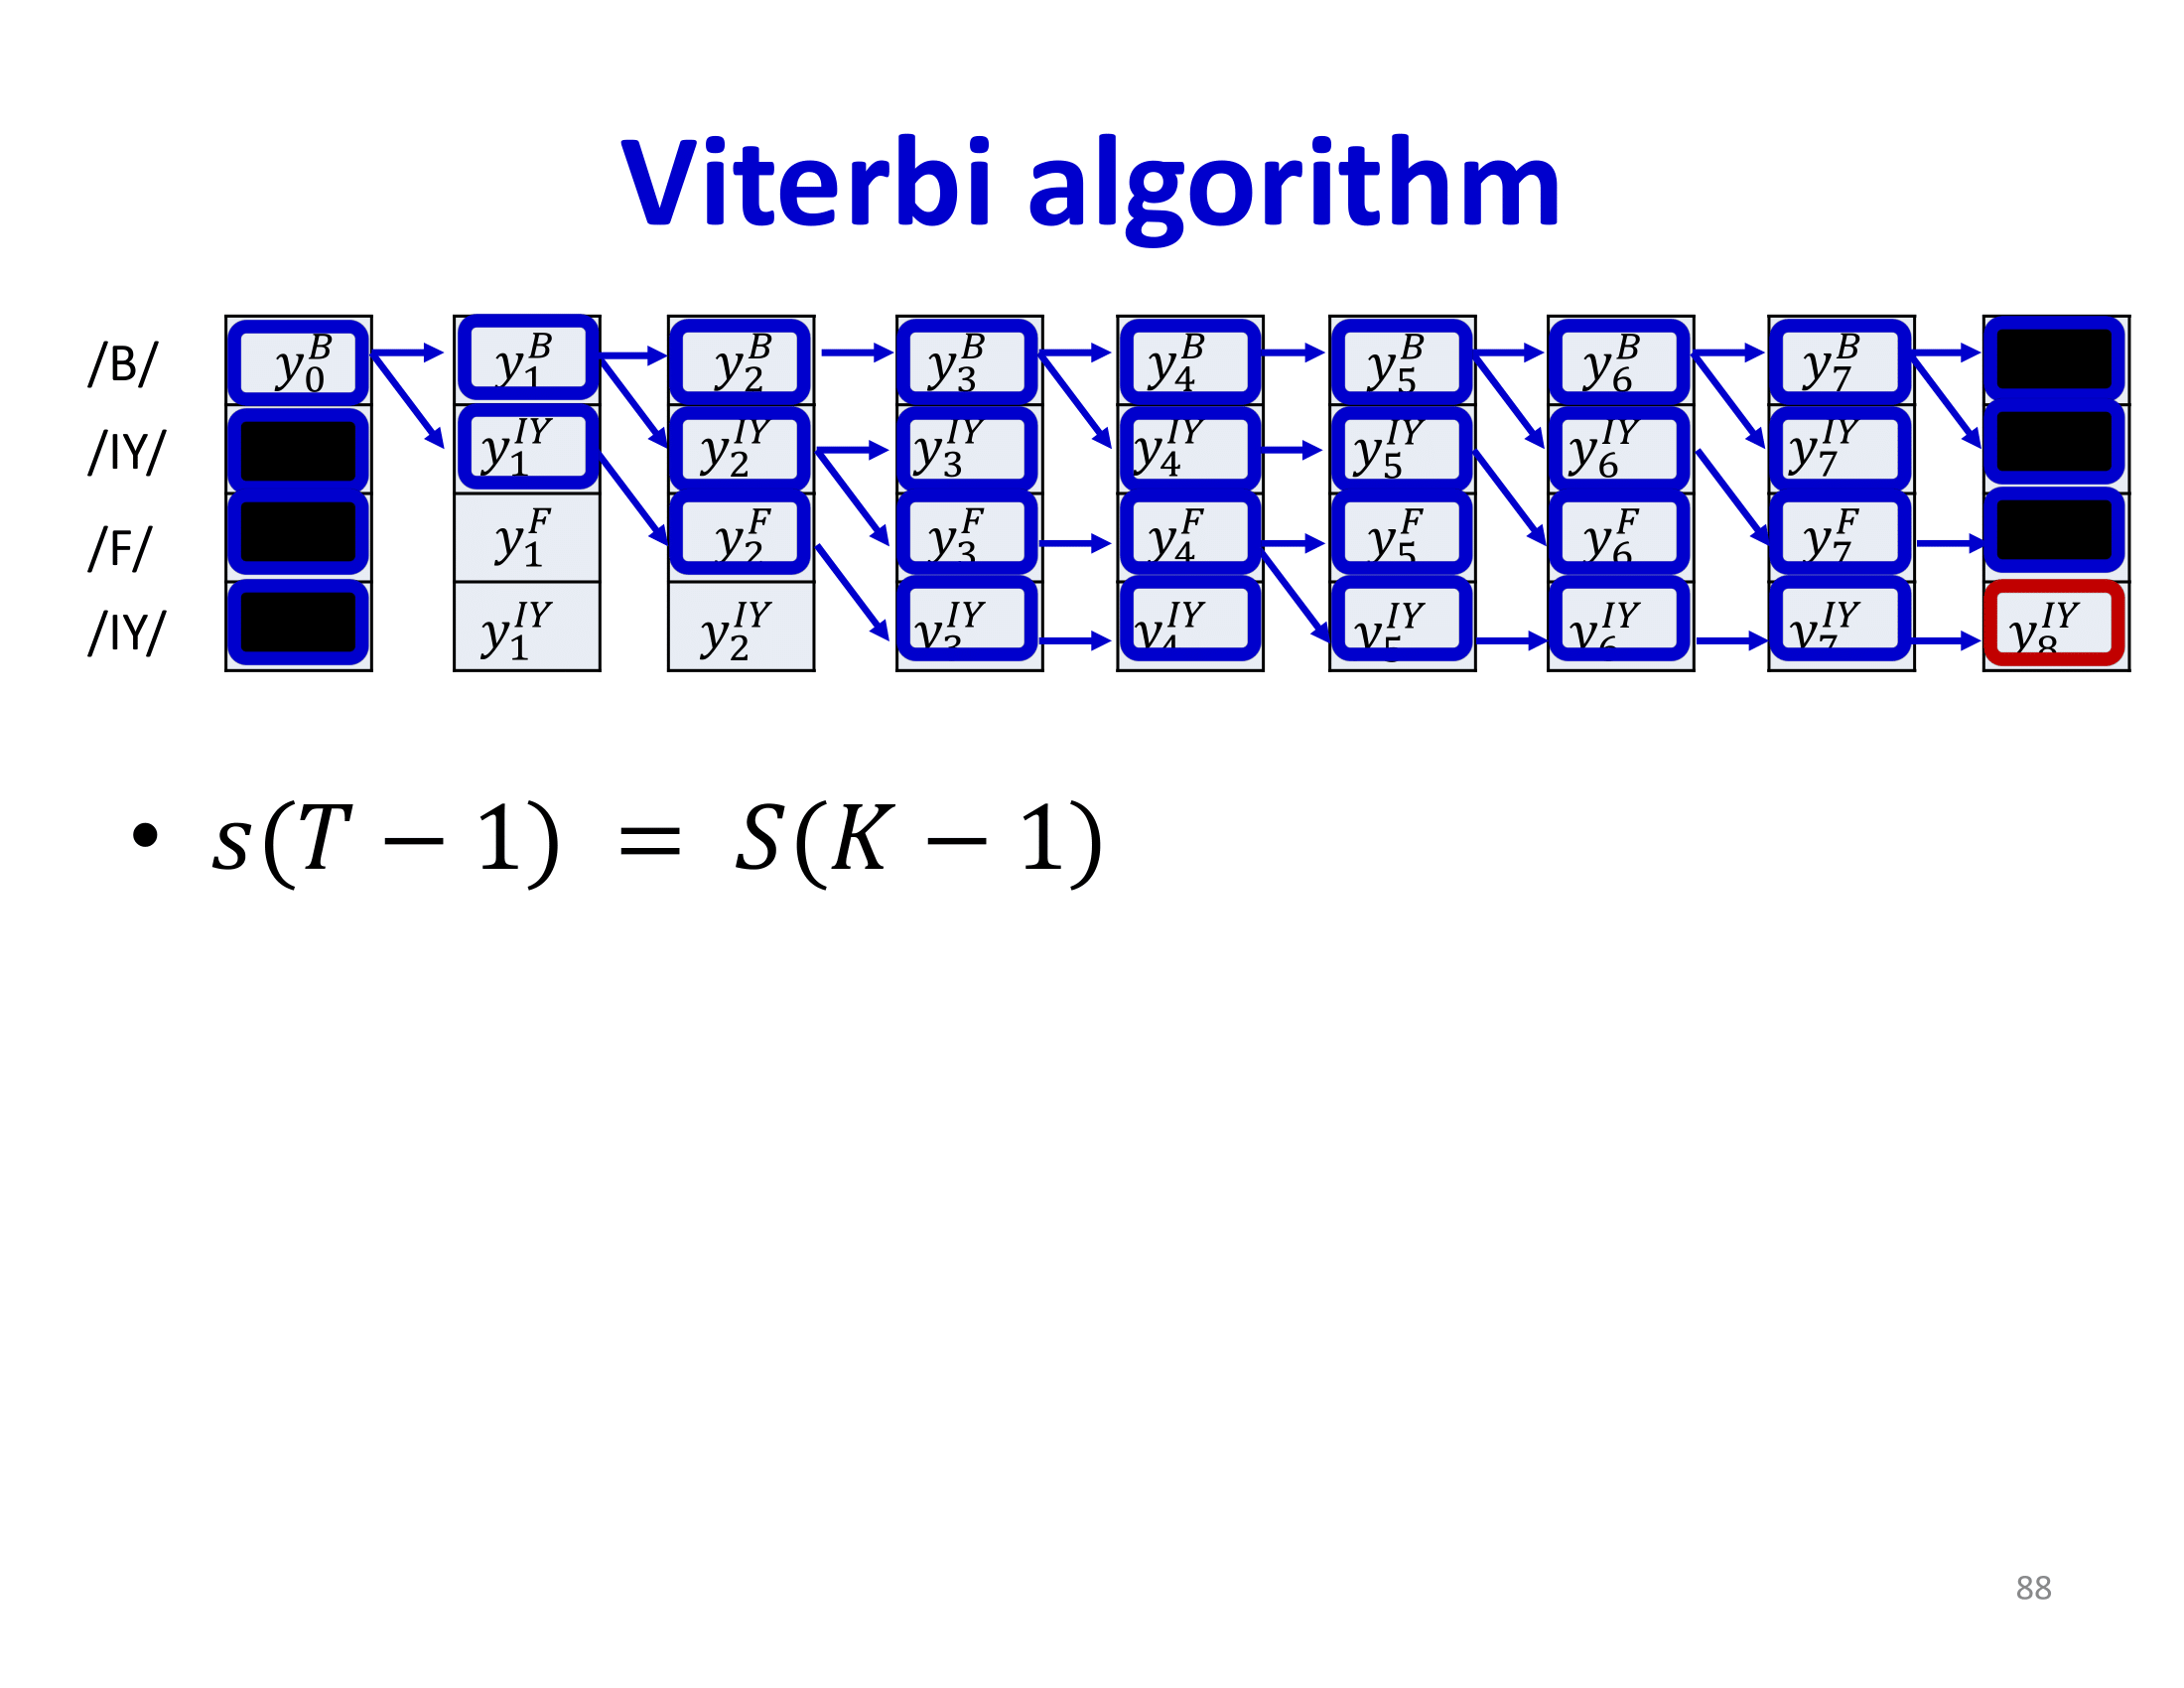 Viterbi algorithm
/B/ y_0^B y_1^B y_2^B y_3^B y_4^B y_5^B y_6^B y_7^B
/IY/ y_1^{IY} y_2^{IY} y_3^{IY} y_4^{IY} y_5^{IY} y_6^{IY} y_7^{IY}
/F/ y_1^F y_2^F y_3^F y_4^F y_5^F y_6^F y_7^F
/IY/ y_1^{IY} y_2^{IY} y_3^{IY} y_4^{IY} y_5^{IY} y_6^{IY} y_7^{IY} y_8^{IY}
• s(T − 1) = S(K − 1)
88